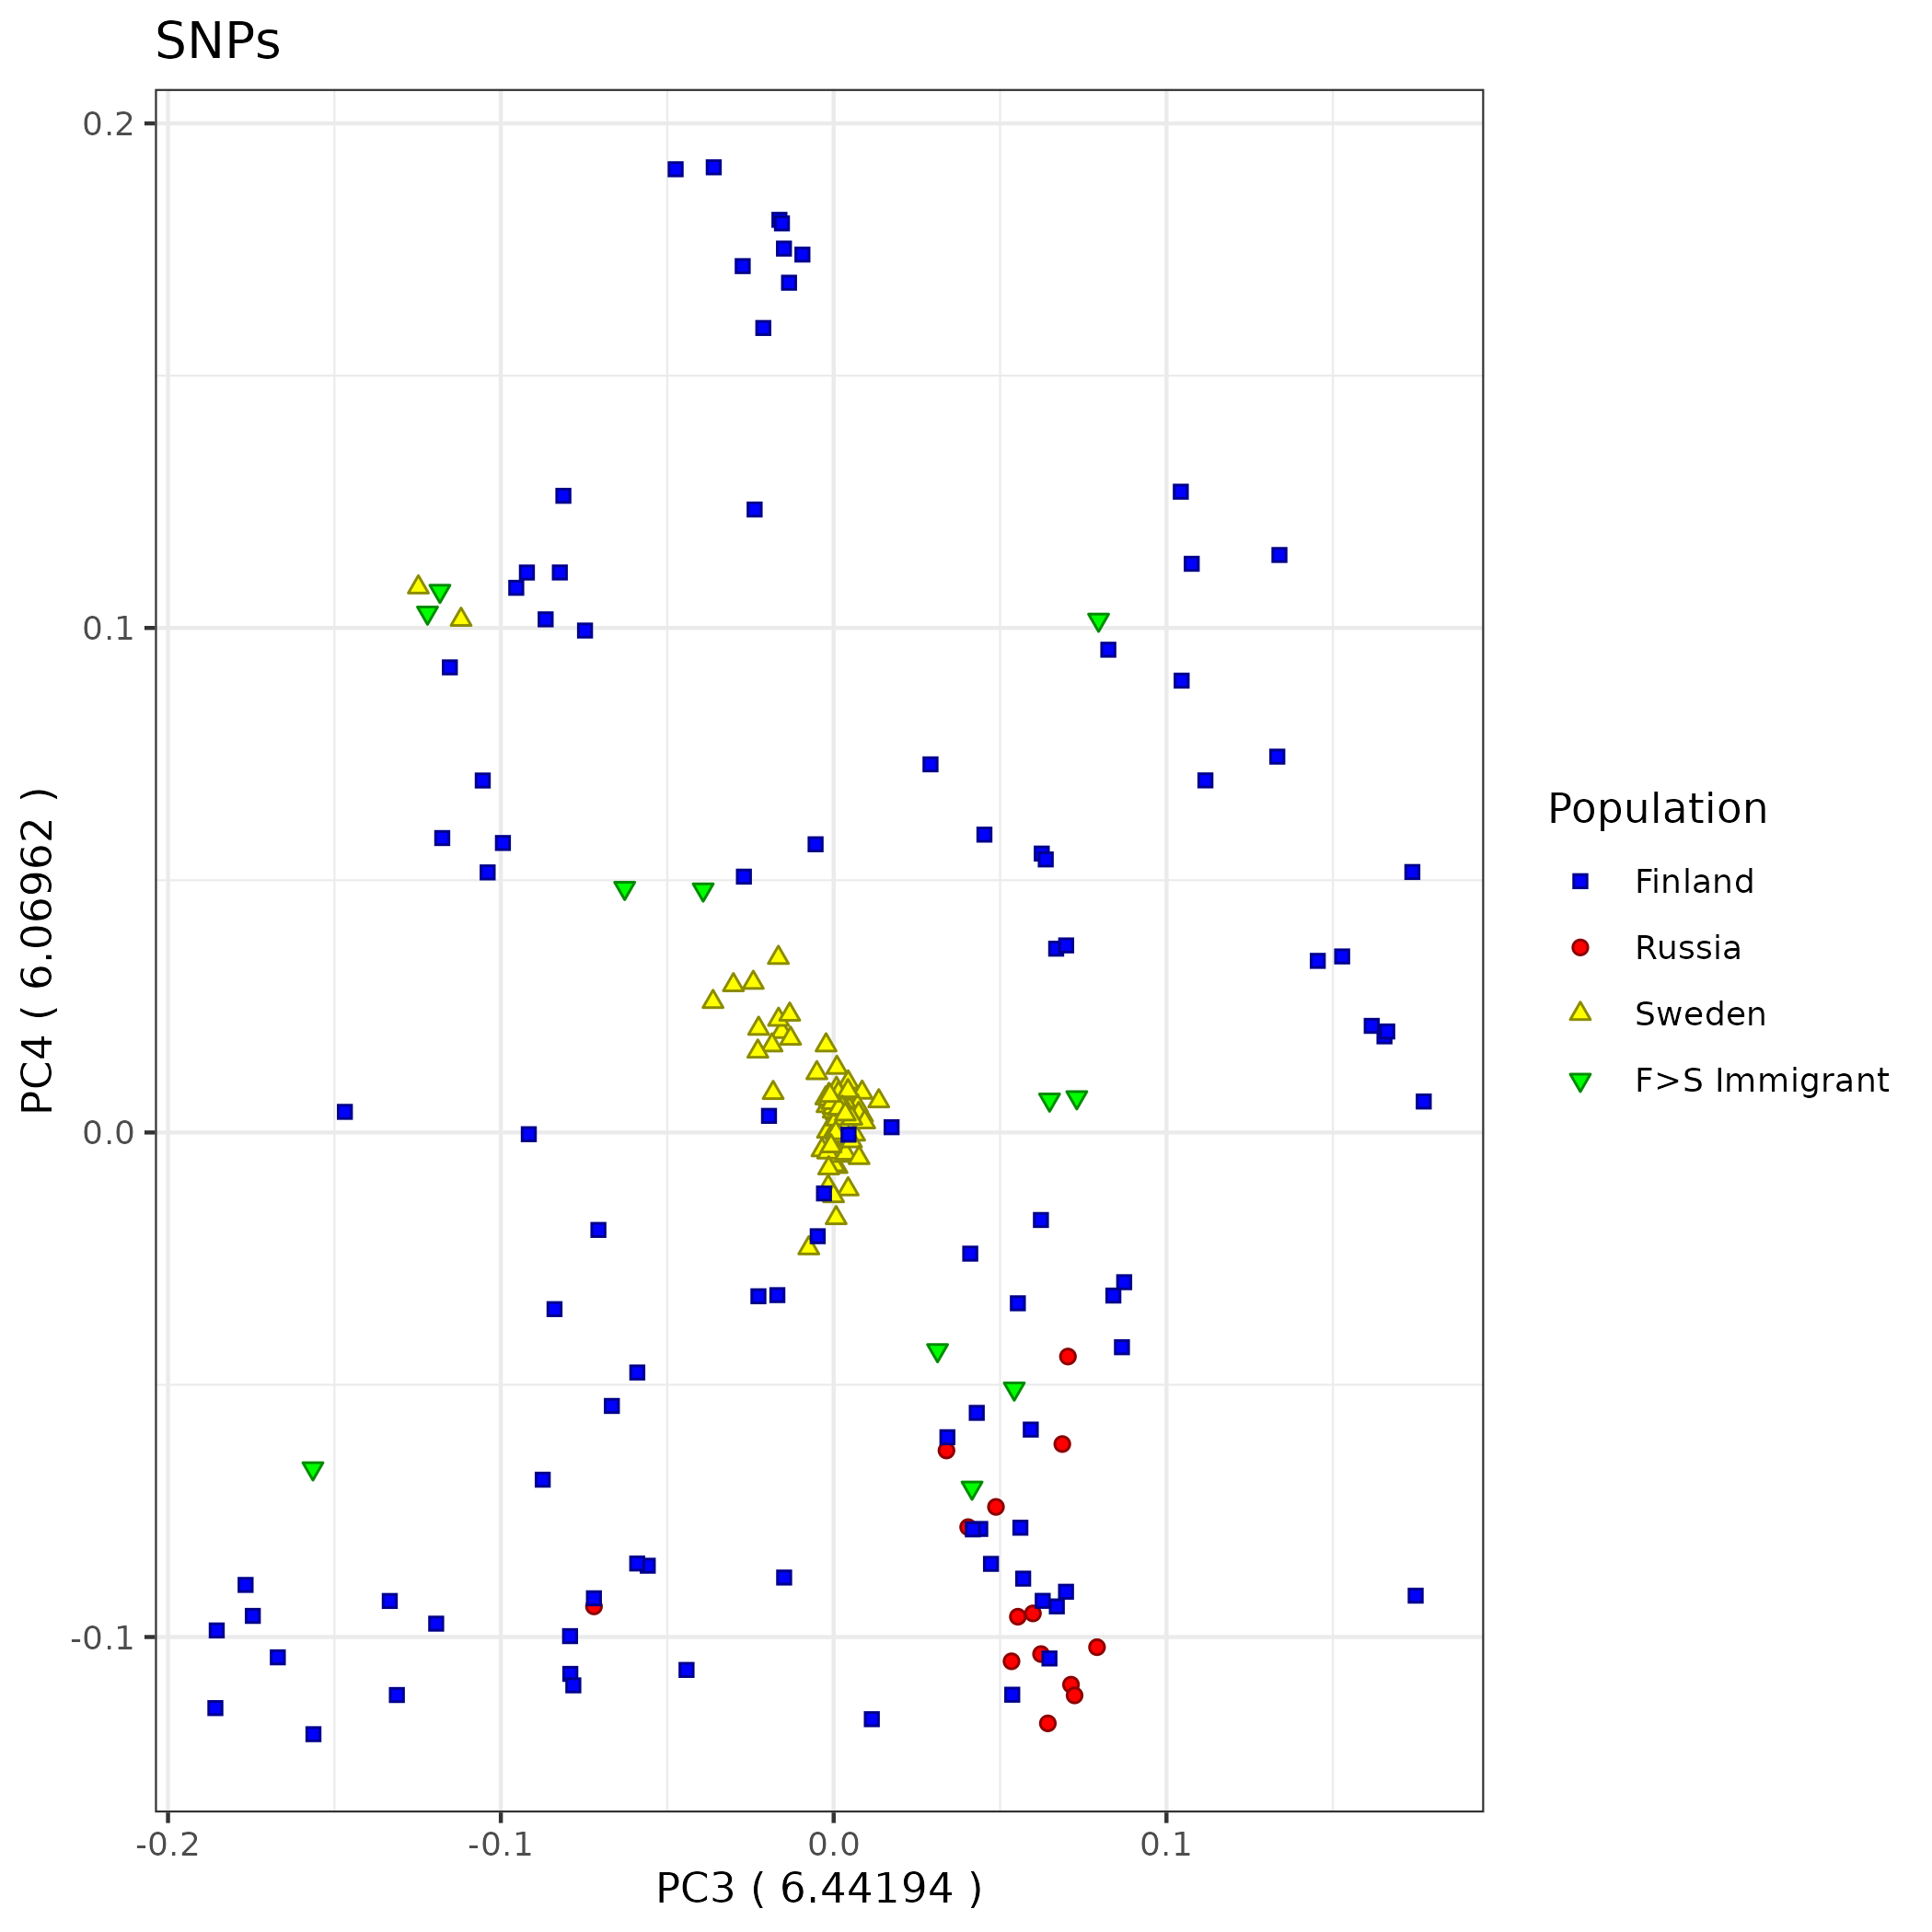 SNPs
0.2
0.1
0.0
-0.1
PC4 ( 6.06962 )
-0.2
-0.1
0.0
0.1
PC3 ( 6.44194 )
Population
Finland
Russia
Sweden
F>S Immigrant